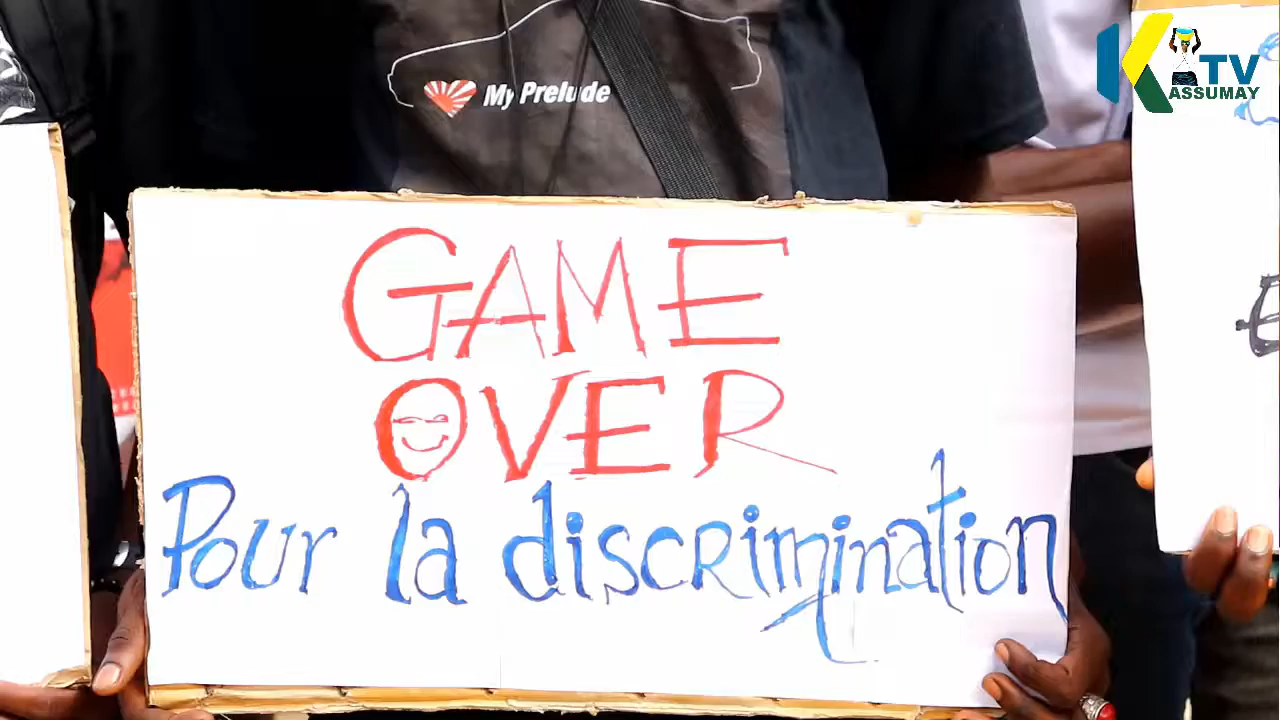 My Prelude
K TV
ASSUMAY
GAME
OVER
Pour la discrimination